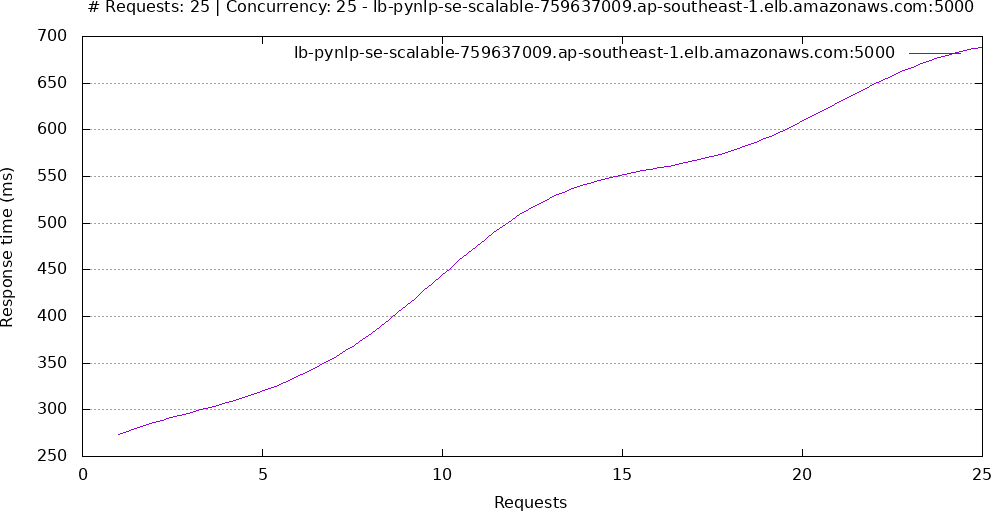 # Requests: 25 | Concurrency: 25 - lb-pynlp-se-scalable-759637009.ap-southeast-1.elb.amazonaws.com:5000
lb-pynlp-se-scalable-759637009.ap-southeast-1.elb.amazonaws.com:5000
Response time (ms)
700
650
600
550
500
450
400
350
300
250
0 5 10 15 20 25
Requests